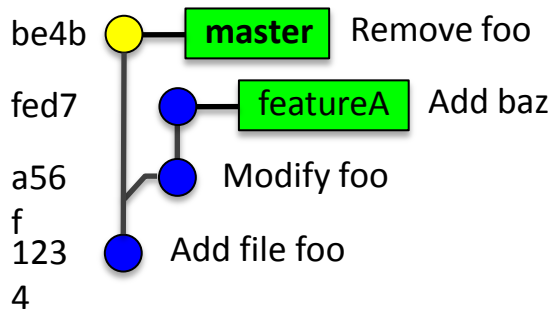 be4b master Remove foo
fed7 featureA Add baz
a56 Modify foo
f
123 Add file foo
4